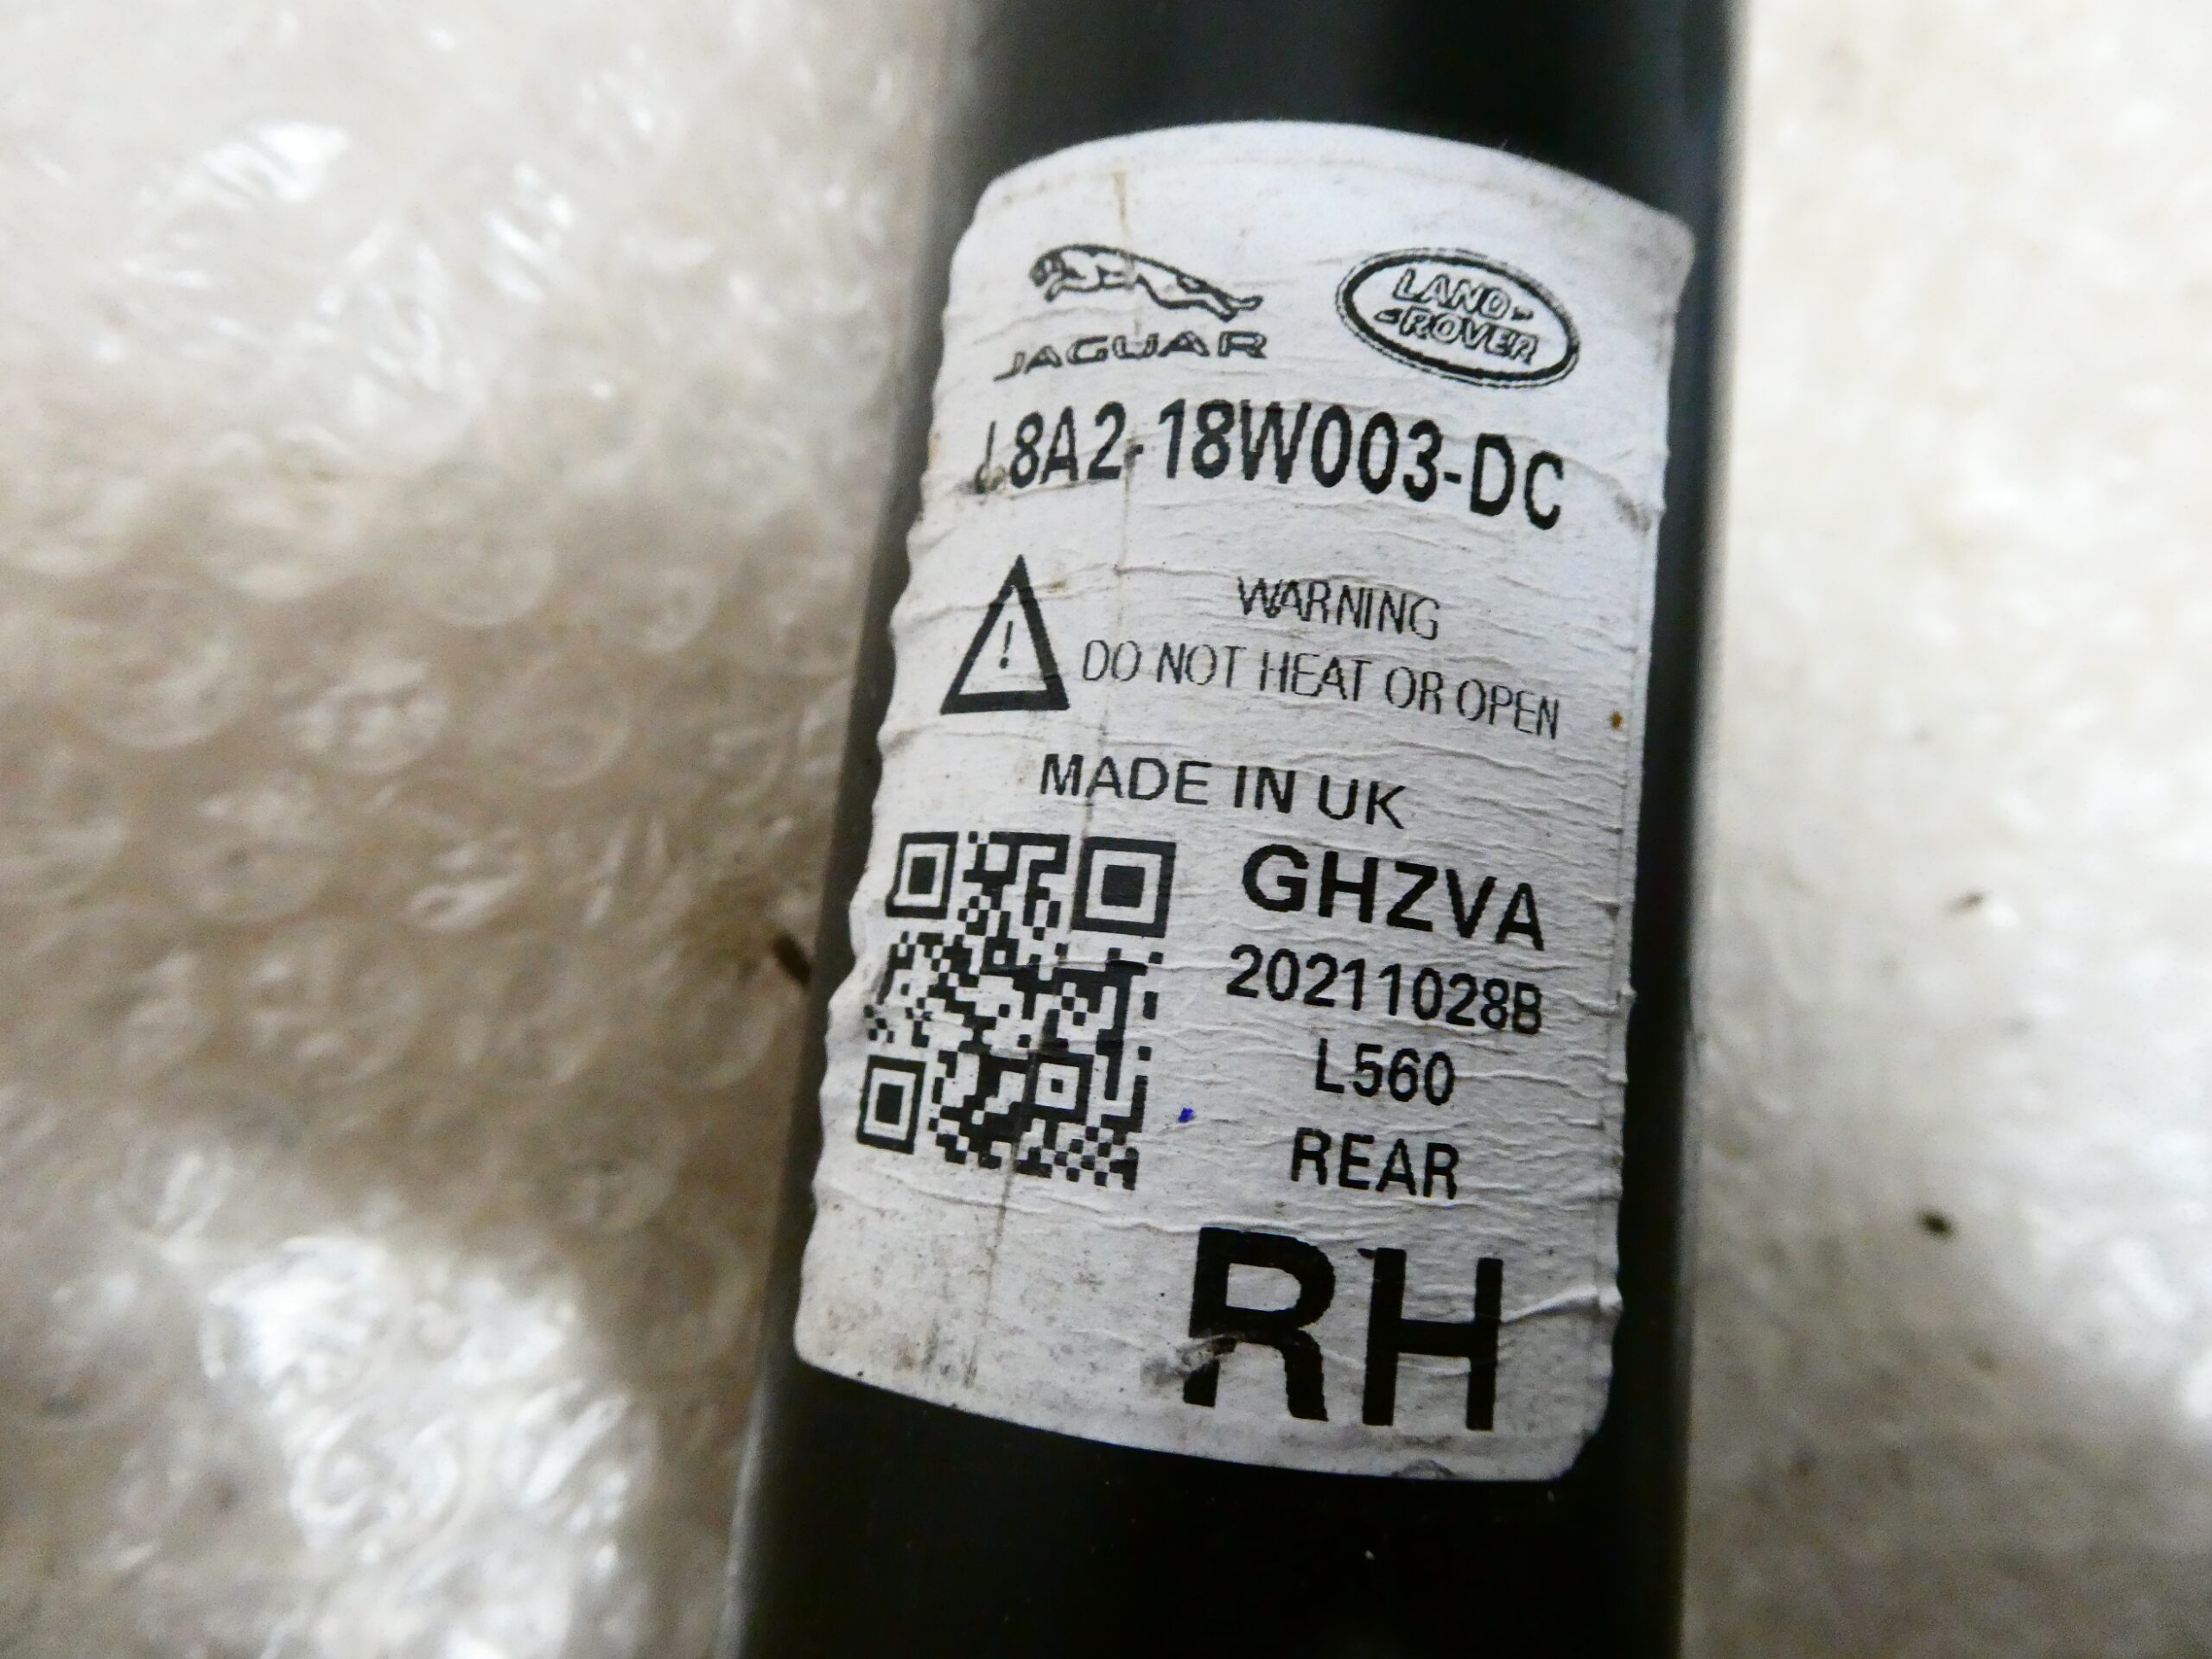 JAGUAR
LAND-
-ROVER
L8A2-18W003-DC
!
WARNING
DO NOT HEAT OR OPEN
MADE IN UK
GHZVA
20211028B
L560
REAR
RH